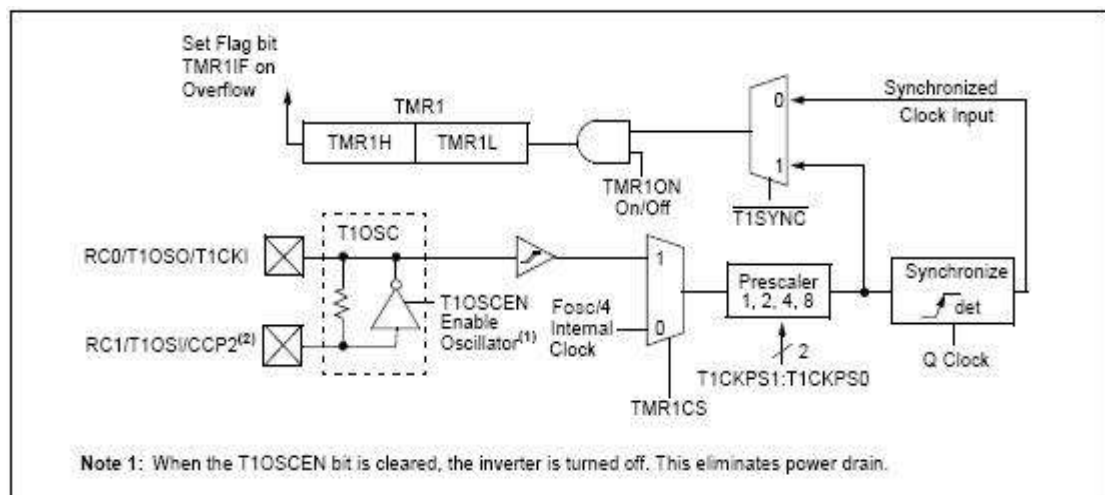 Set Flag bit
TMR1IF on
Overflow
TMR1
TMR1H
TMR1L
TMR1ON
On/Off
0
1
T1SYNC
Synchronized
Clock Input
RC0/T1OSO/T1CKI
T1OSC
RC1/T1OSI/CCP2(2)
T1OSCEN
Enable
Oscillator(1)
Fosc/4
Internal
Clock
1
0
TMR1CS
Prescaler
1, 2, 4, 8
2
T1CKPS1:T1CKPS0
Synchronize
det
Q Clock
Note 1: When the T1OSCEN bit is cleared, the inverter is turned off. This eliminates power drain.